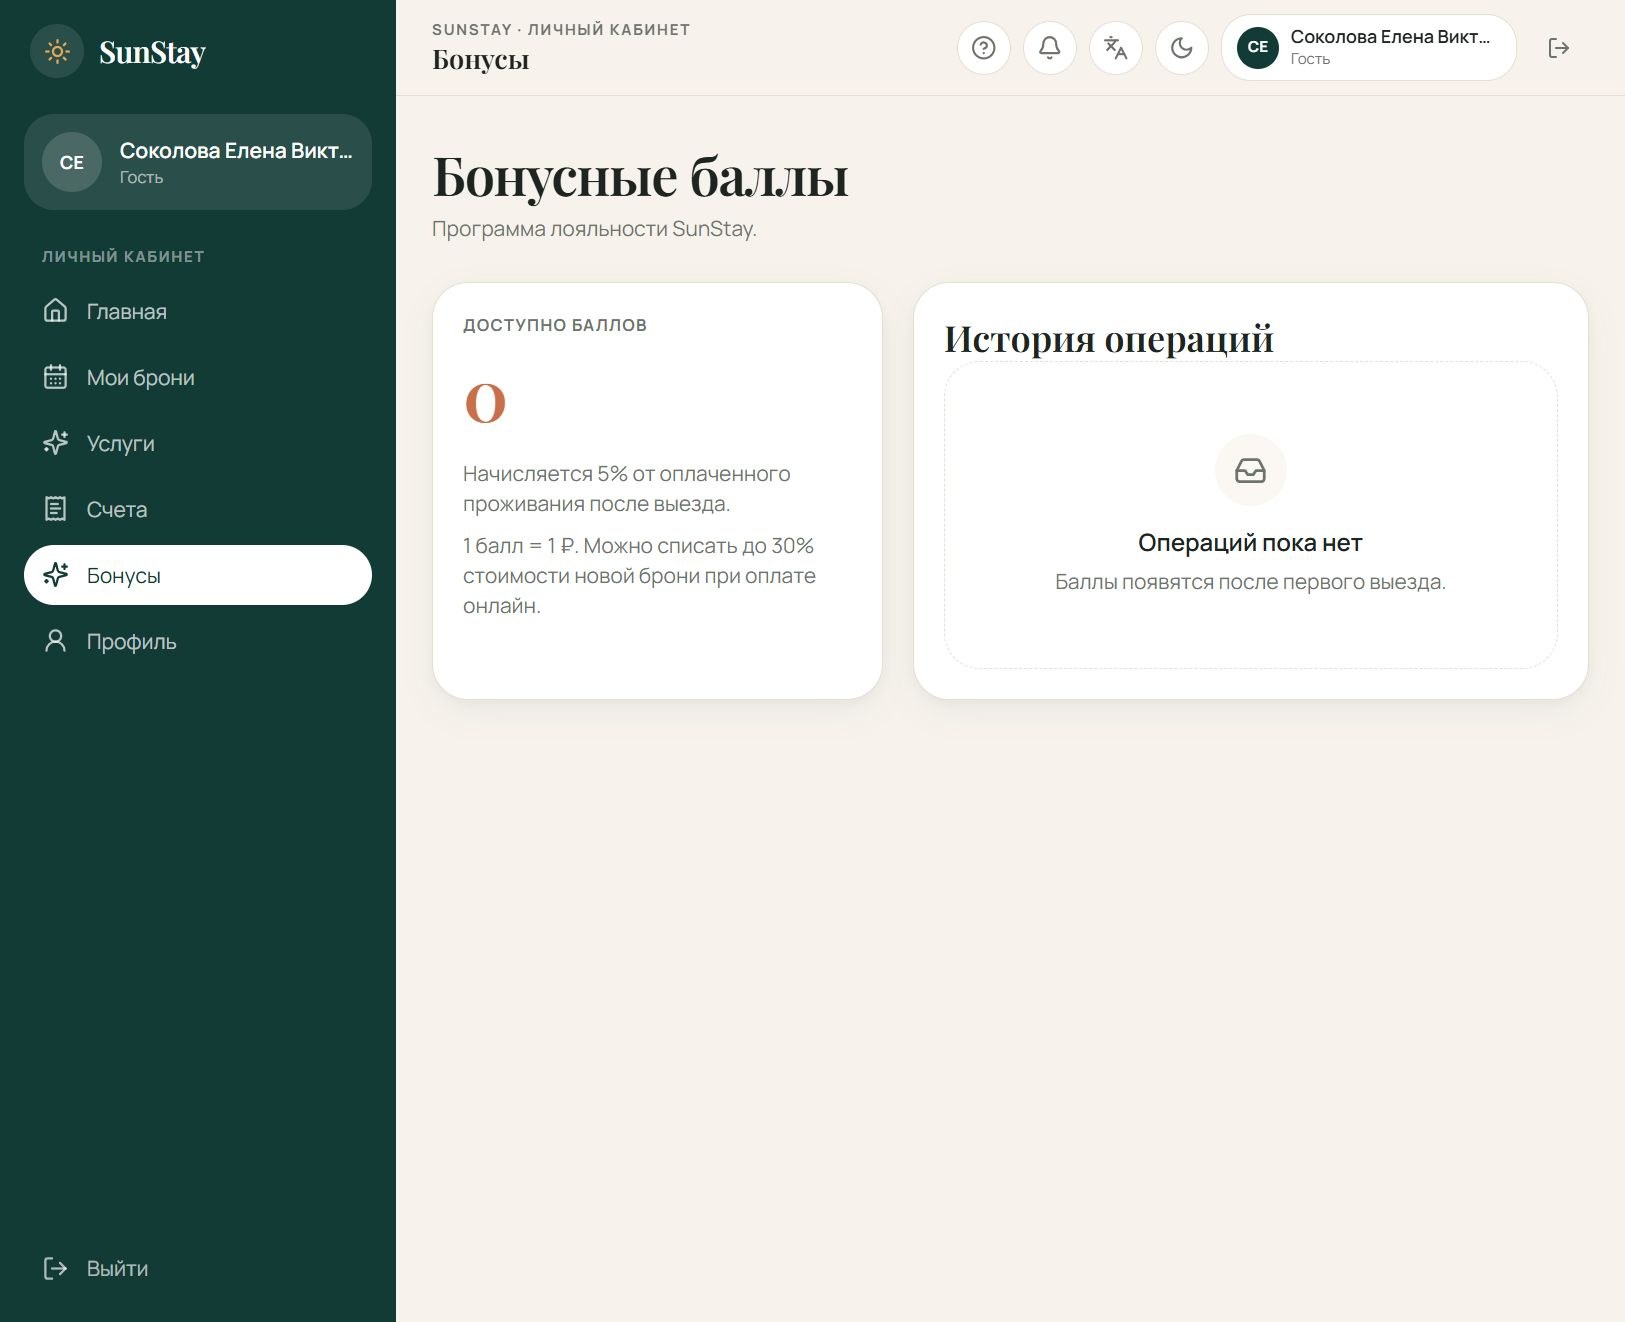 SunStay
СЕ
Соколова Елена Викт...
Гость
ЛИЧНЫЙ КАБИНЕТ
Главная
Мои брони
Услуги
Счета
Бонусы
Профиль
Выйти
SUNSTAY · ЛИЧНЫЙ КАБИНЕТ
Бонусы
СЕ
Соколова Елена Викт...
Гость
Бонусные баллы
Программа лояльности SunStay.
ДОСТУПНО БАЛЛОВ
0
Начисляется 5% от оплаченного
проживания после выезда.
1 балл = 1 ₽. Можно списать до 30%
стоимости новой брони при оплате
онлайн.
История операций
Операций пока нет
Баллы появятся после первого выезда.